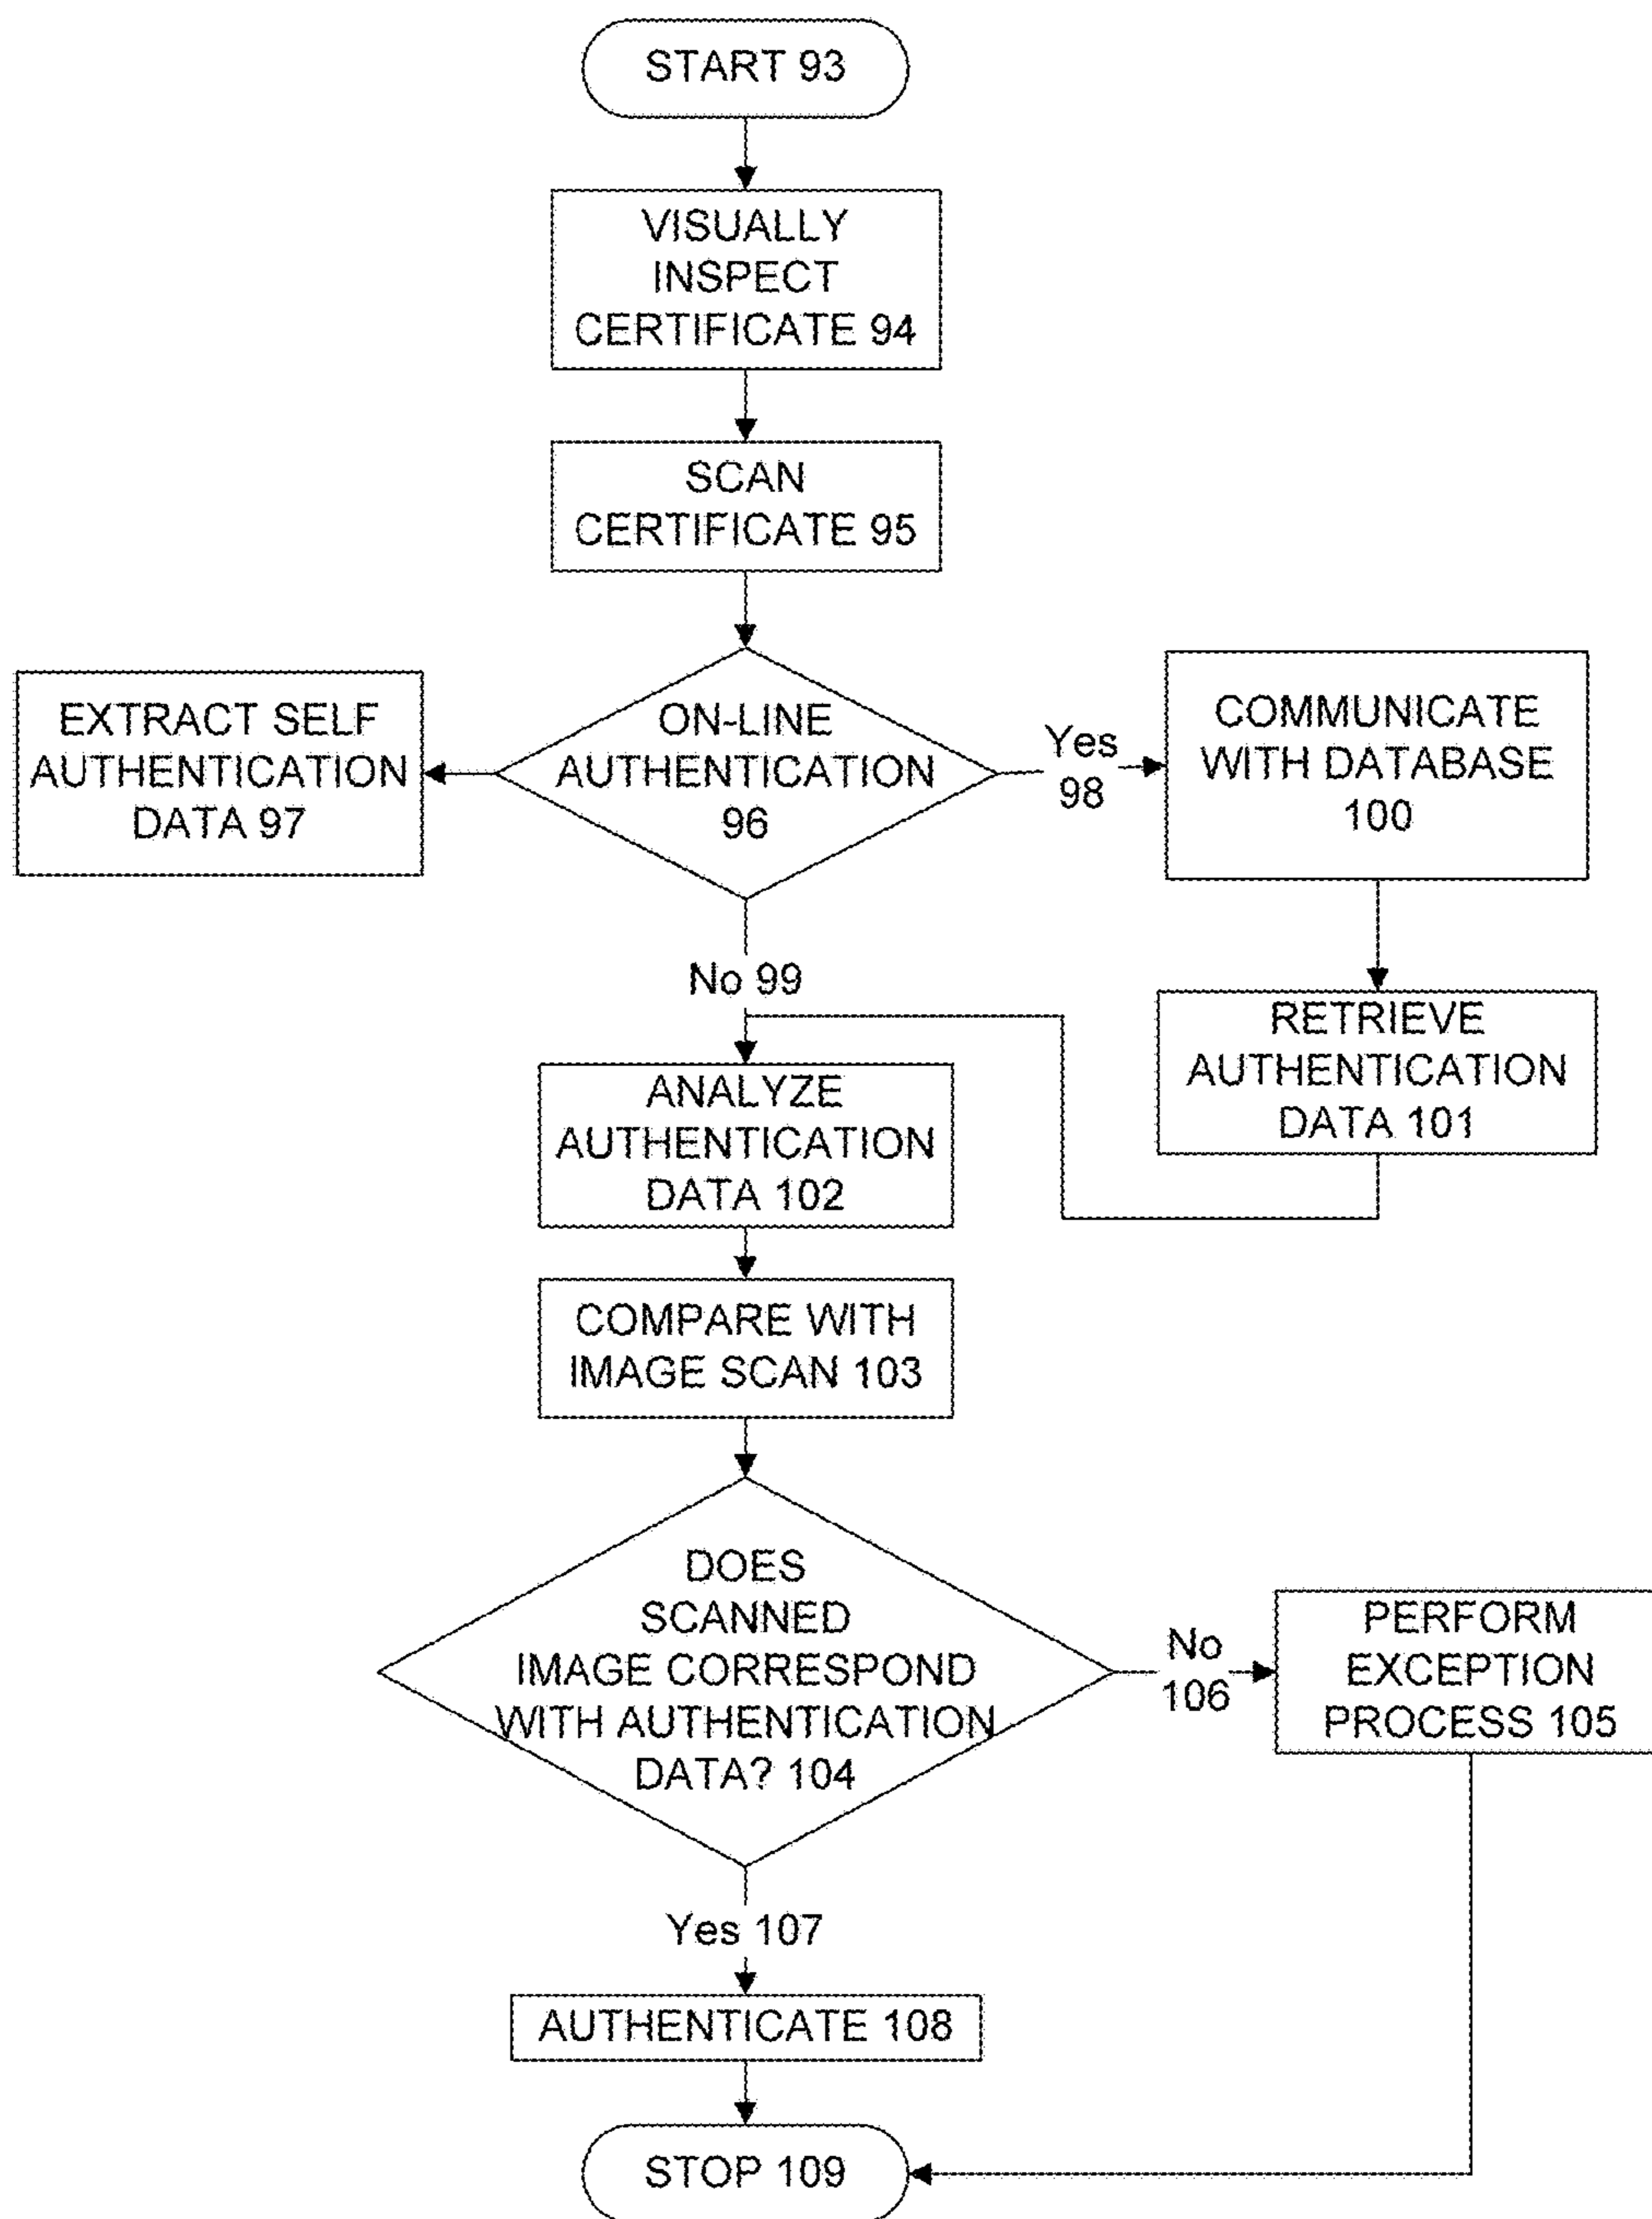 START 93
VISUALLY
INSPECT
CERTIFICATE 94
SCAN
CERTIFICATE 95
EXTRACT SELF
AUTHENTICATION
DATA 97
ON-LINE
AUTHENTICATION
96
Yes
98
COMMUNICATE
WITH DATABASE
100
No 99
RETRIEVE
AUTHENTICATION
DATA 101
ANALYZE
AUTHENTICATION
DATA 102
COMPARE WITH
IMAGE SCAN 103
DOES
SCANNED
IMAGE CORRESPOND
WITH AUTHENTICATION
DATA? 104
No
106
PERFORM
EXCEPTION
PROCESS 105
Yes 107
AUTHENTICATE 108
STOP 109